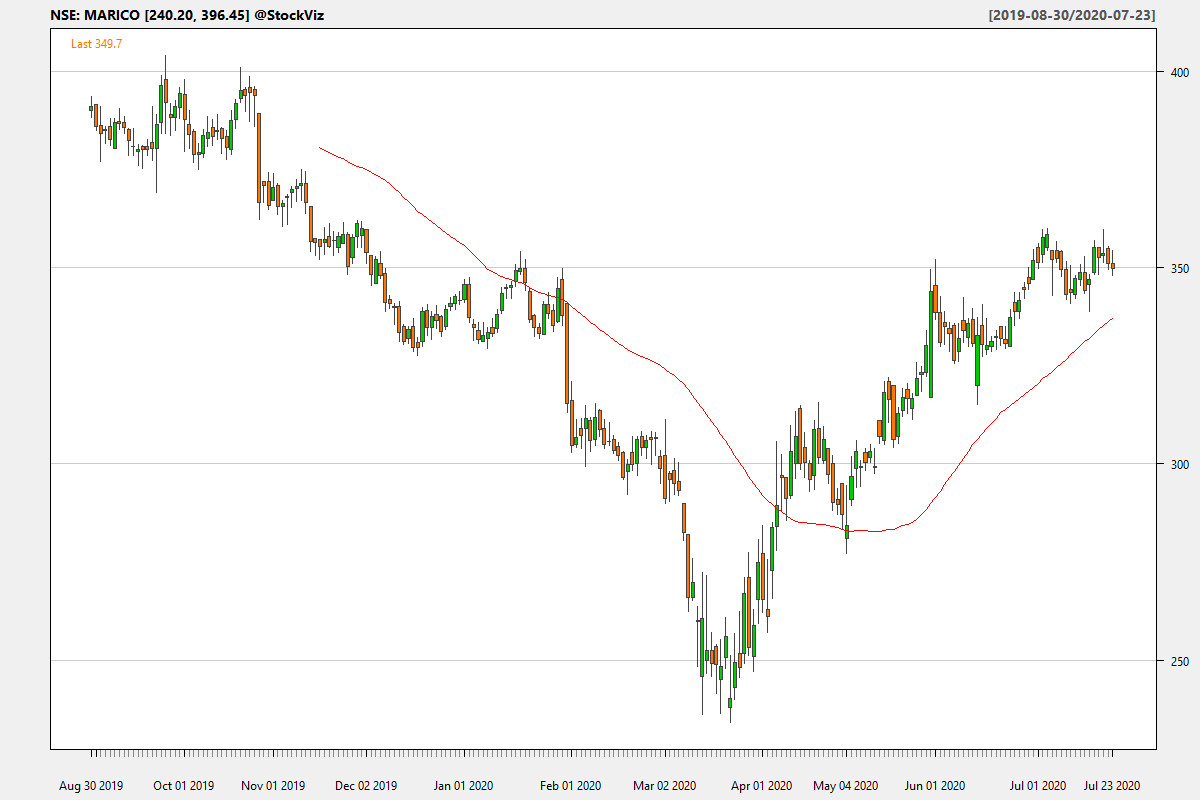 NSE: MARICO [240.20, 396.45] @StockViz
[2019-08-30/2020-07-23]
Last 349.7
400
350
300
250
Aug 30 2019
Oct 01 2019
Nov 01 2019
Dec 02 2019
Jan 01 2020
Feb 01 2020
Mar 02 2020
Apr 01 2020
May 04 2020
Jun 01 2020
Jul 01 2020
Jul 23 2020